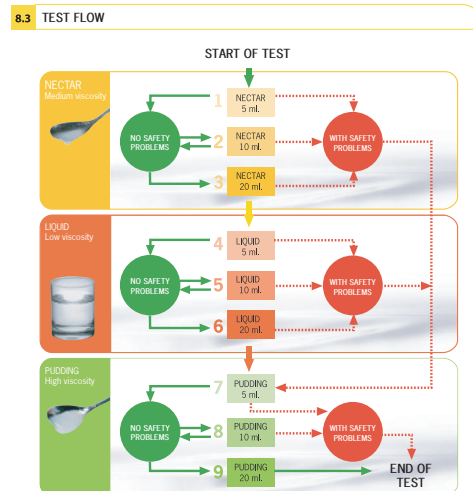 8.3 TEST FLOW
START OF TEST
NECTAR
Medium viscosity
1
NECTAR
5 ml.
NO SAFETY
PROBLEMS
2
NECTAR
10 ml.
WITH SAFETY
PROBLEMS
3
NECTAR
20 ml.
LIQUID
Low viscosity
4
LIQUID
5 ml.
NO SAFETY
PROBLEMS
5
LIQUID
10 ml.
WITH SAFETY
PROBLEMS
6
LIQUID
20 ml.
PUDDING
High viscosity
7
PUDDING
5 ml.
NO SAFETY
PROBLEMS
8
PUDDING
10 ml.
WITH SAFETY
PROBLEMS
9
PUDDING
20 ml.
END OF
TEST